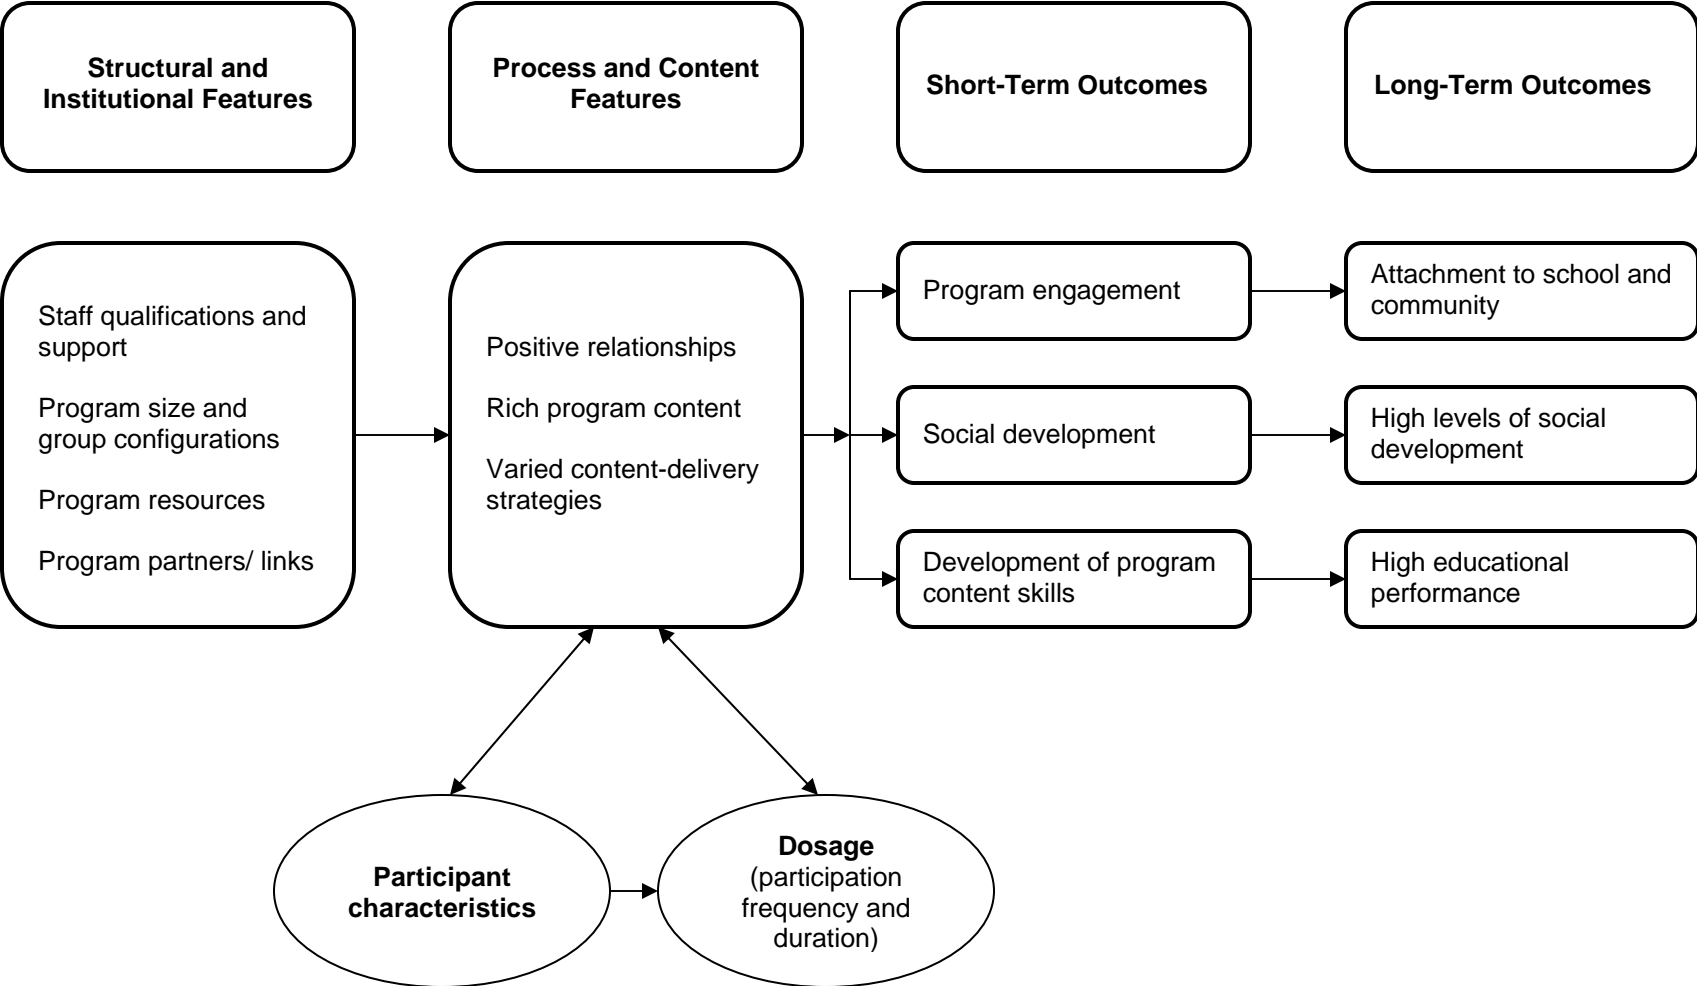 Structural and
Institutional Features
Process and Content
Features
Short-Term Outcomes
Long-Term Outcomes
Staff qualifications and
support
Program size and
group configurations
Program resources
Program partners/ links
Positive relationships
Rich program content
Varied content-delivery
strategies
Program engagement
Social development
Development of program
content skills
Attachment to school and
community
High levels of social
development
High educational
performance
Participant
characteristics
Dosage
(participation
frequency and
duration)